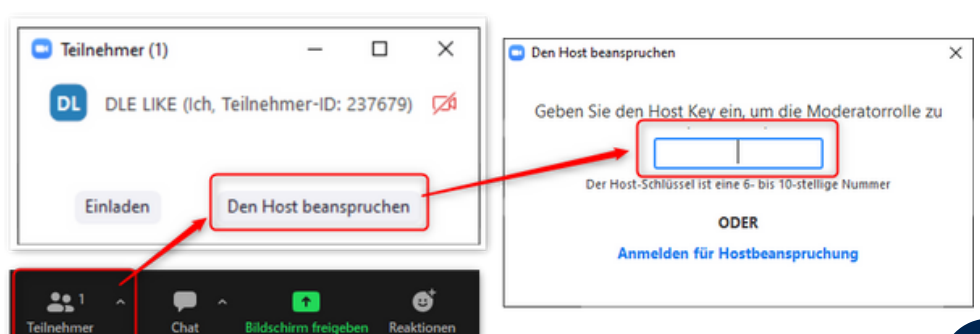 Teilnehmer (1)
DL DLE LIKE (Ich, Teilnehmer-ID: 237679)
Einladen Den Host beanspruchen
1
Teilnehmer Chat Bildschirm freigeben Reaktionen
Den Host beanspruchen
Geben Sie den Host Key ein, um die Moderatorrolle zu
Der Host-Schlüssel ist eine 6- bis 10-stellige Nummer
ODER
Anmelden für Hostbeanspruchung